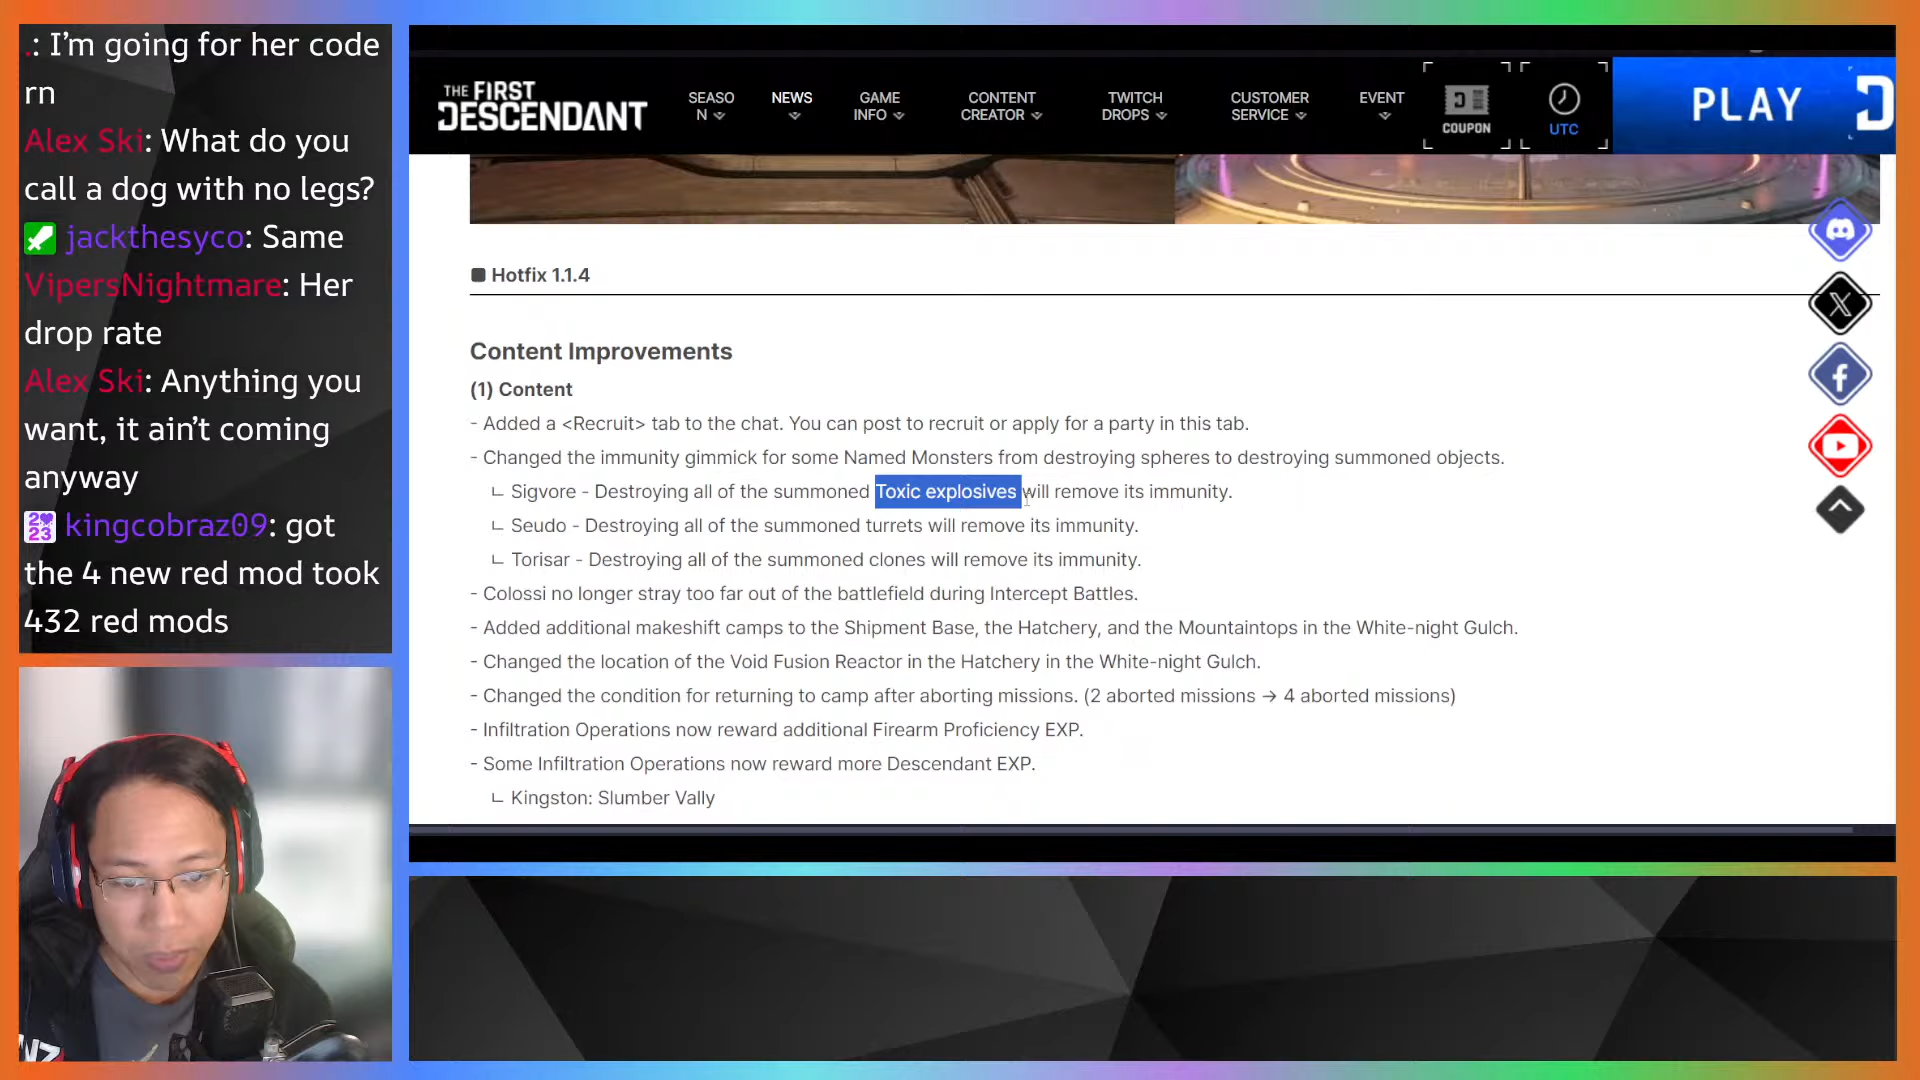 .: I'm going for her code
rn
Alex Ski: What do you
call a dog with no legs?
jackthesyco: Same
VipersNightmare: Her
drop rate
Alex Ski: Anything you
want, it ain't coming
anyway
2023 kingcobraz09: got
the 4 new red mod took
432 red mods
THE FIRST
DESCENDANT
SEASO
N
NEWS
GAME
INFO
CONTENT
CREATOR
TWITCH
DROPS
CUSTOMER
SERVICE
EVENT
COUPON
UTC
PLAY
Hotfix 1.1.4
Content Improvements
(1) Content
- Added a <Recruit> tab to the chat. You can post to recruit or apply for a party in this tab.
- Changed the immunity gimmick for some Named Monsters from destroying spheres to destroying summoned objects.
ㄴ Sigvore - Destroying all of the summoned Toxic explosives will remove its immunity.
ㄴ Seudo - Destroying all of the summoned turrets will remove its immunity.
ㄴ Torisar - Destroying all of the summoned clones will remove its immunity.
- Colossi no longer stray too far out of the battlefield during Intercept Battles.
- Added additional makeshift camps to the Shipment Base, the Hatchery, and the Mountaintops in the White-night Gulch.
- Changed the location of the Void Fusion Reactor in the Hatchery in the White-night Gulch.
- Changed the condition for returning to camp after aborting missions. (2 aborted missions → 4 aborted missions)
- Infiltration Operations now reward additional Firearm Proficiency EXP.
- Some Infiltration Operations now reward more Descendant EXP.
ㄴ Kingston: Slumber Vally